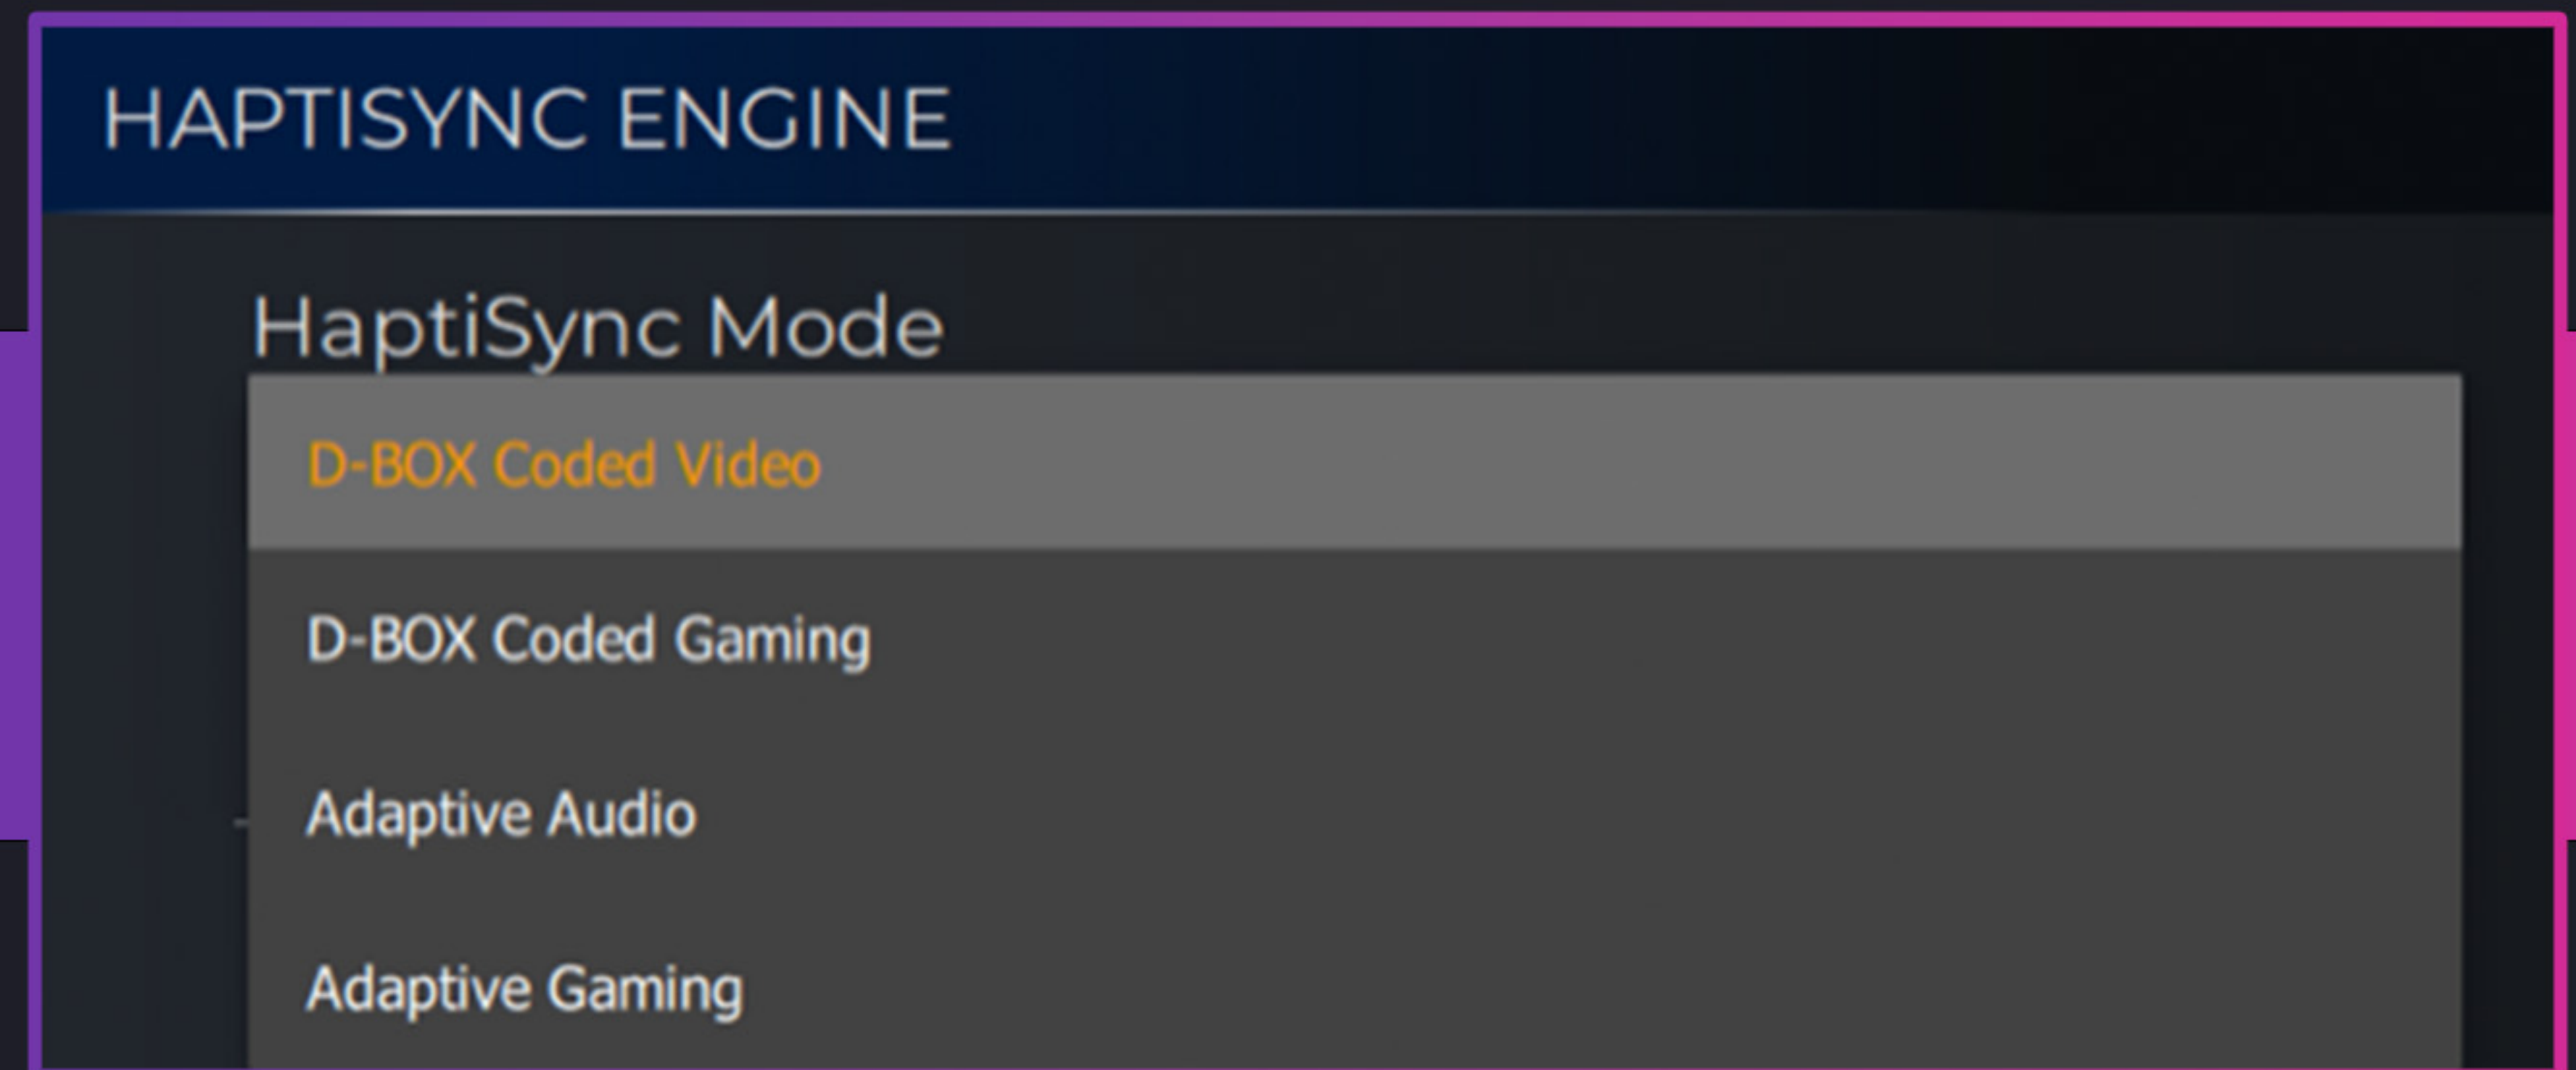 HAPTISYNC ENGINE
HaptiSync Mode
D-BOX Coded Video
D-BOX Coded Gaming
Adaptive Audio
Adaptive Gaming